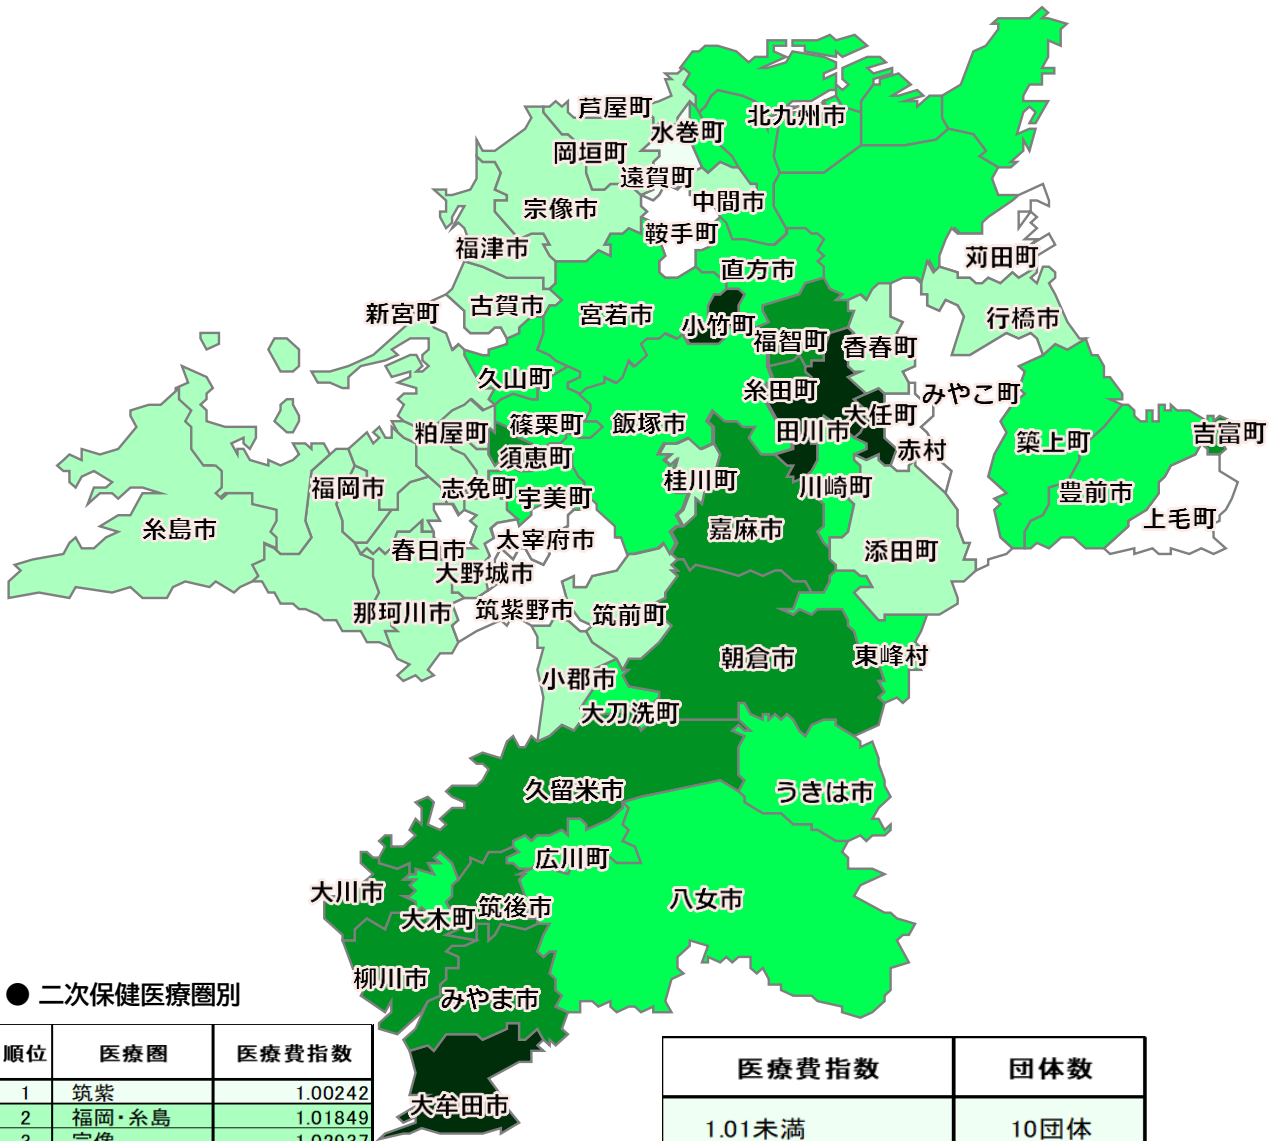 芦屋町
北九州市
水巻町
岡垣町
遠賀町
中間市
宗像市
鞍手町
福津市
苅田町
直方市
古賀市
新宮町
宮若市
行橋市
小竹町
福智町
香春町
久山町
糸田町
みやこ町
大任町
篠栗町
飯塚市
粕屋町
田川市
吉富町
築上町
赤村
須恵町
桂川町
川崎町
福岡市
志免町
宇美町
豊前市
上毛町
糸島市
嘉麻市
春日市
太宰府市
添田町
大野城市
那珂川市
筑紫野市
筑前町
朝倉市
東峰村
小郡市
大刀洗町
久留米市
うきは市
広川町
大川市
八女市
大木町
筑後市
柳川市
みやま市
大牟田市
● 二次保健医療圏別
順位 医療圏 医療費指数
1 筑紫 1.00242
2 福岡・糸島 1.01849
3 宗像 1.02937
医療費指数 団体数
1.01未満 10団体